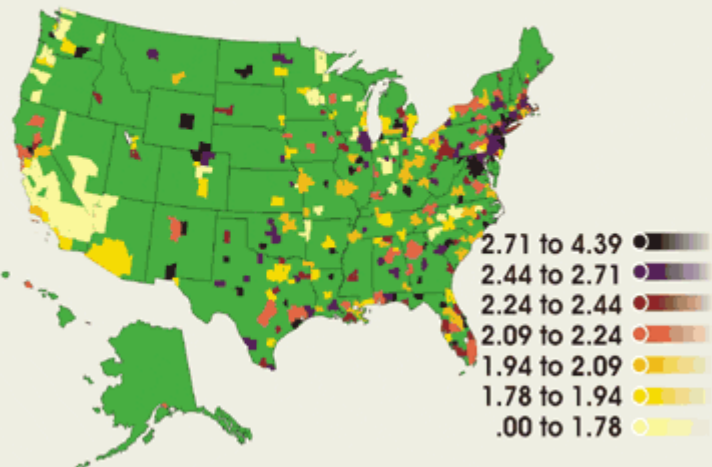 2.71 to 4.39
2.44 to 2.71
2.24 to 2.44
2.09 to 2.24
1.94 to 2.09
1.78 to 1.94
.00 to 1.78